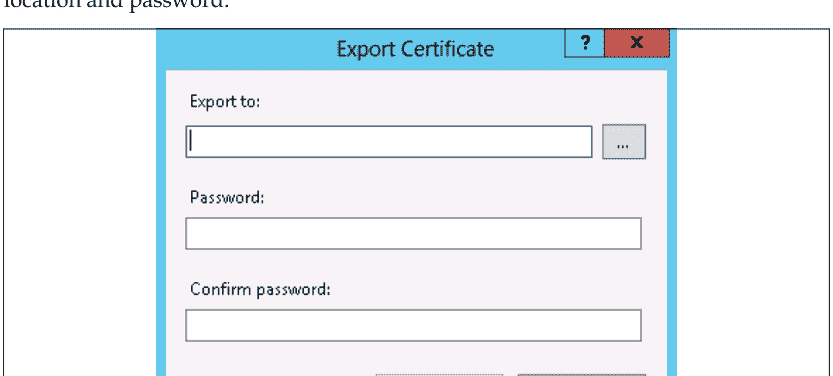 location and password.
Export Certificate
?
X
Export to:
...
Password:
Confirm password: